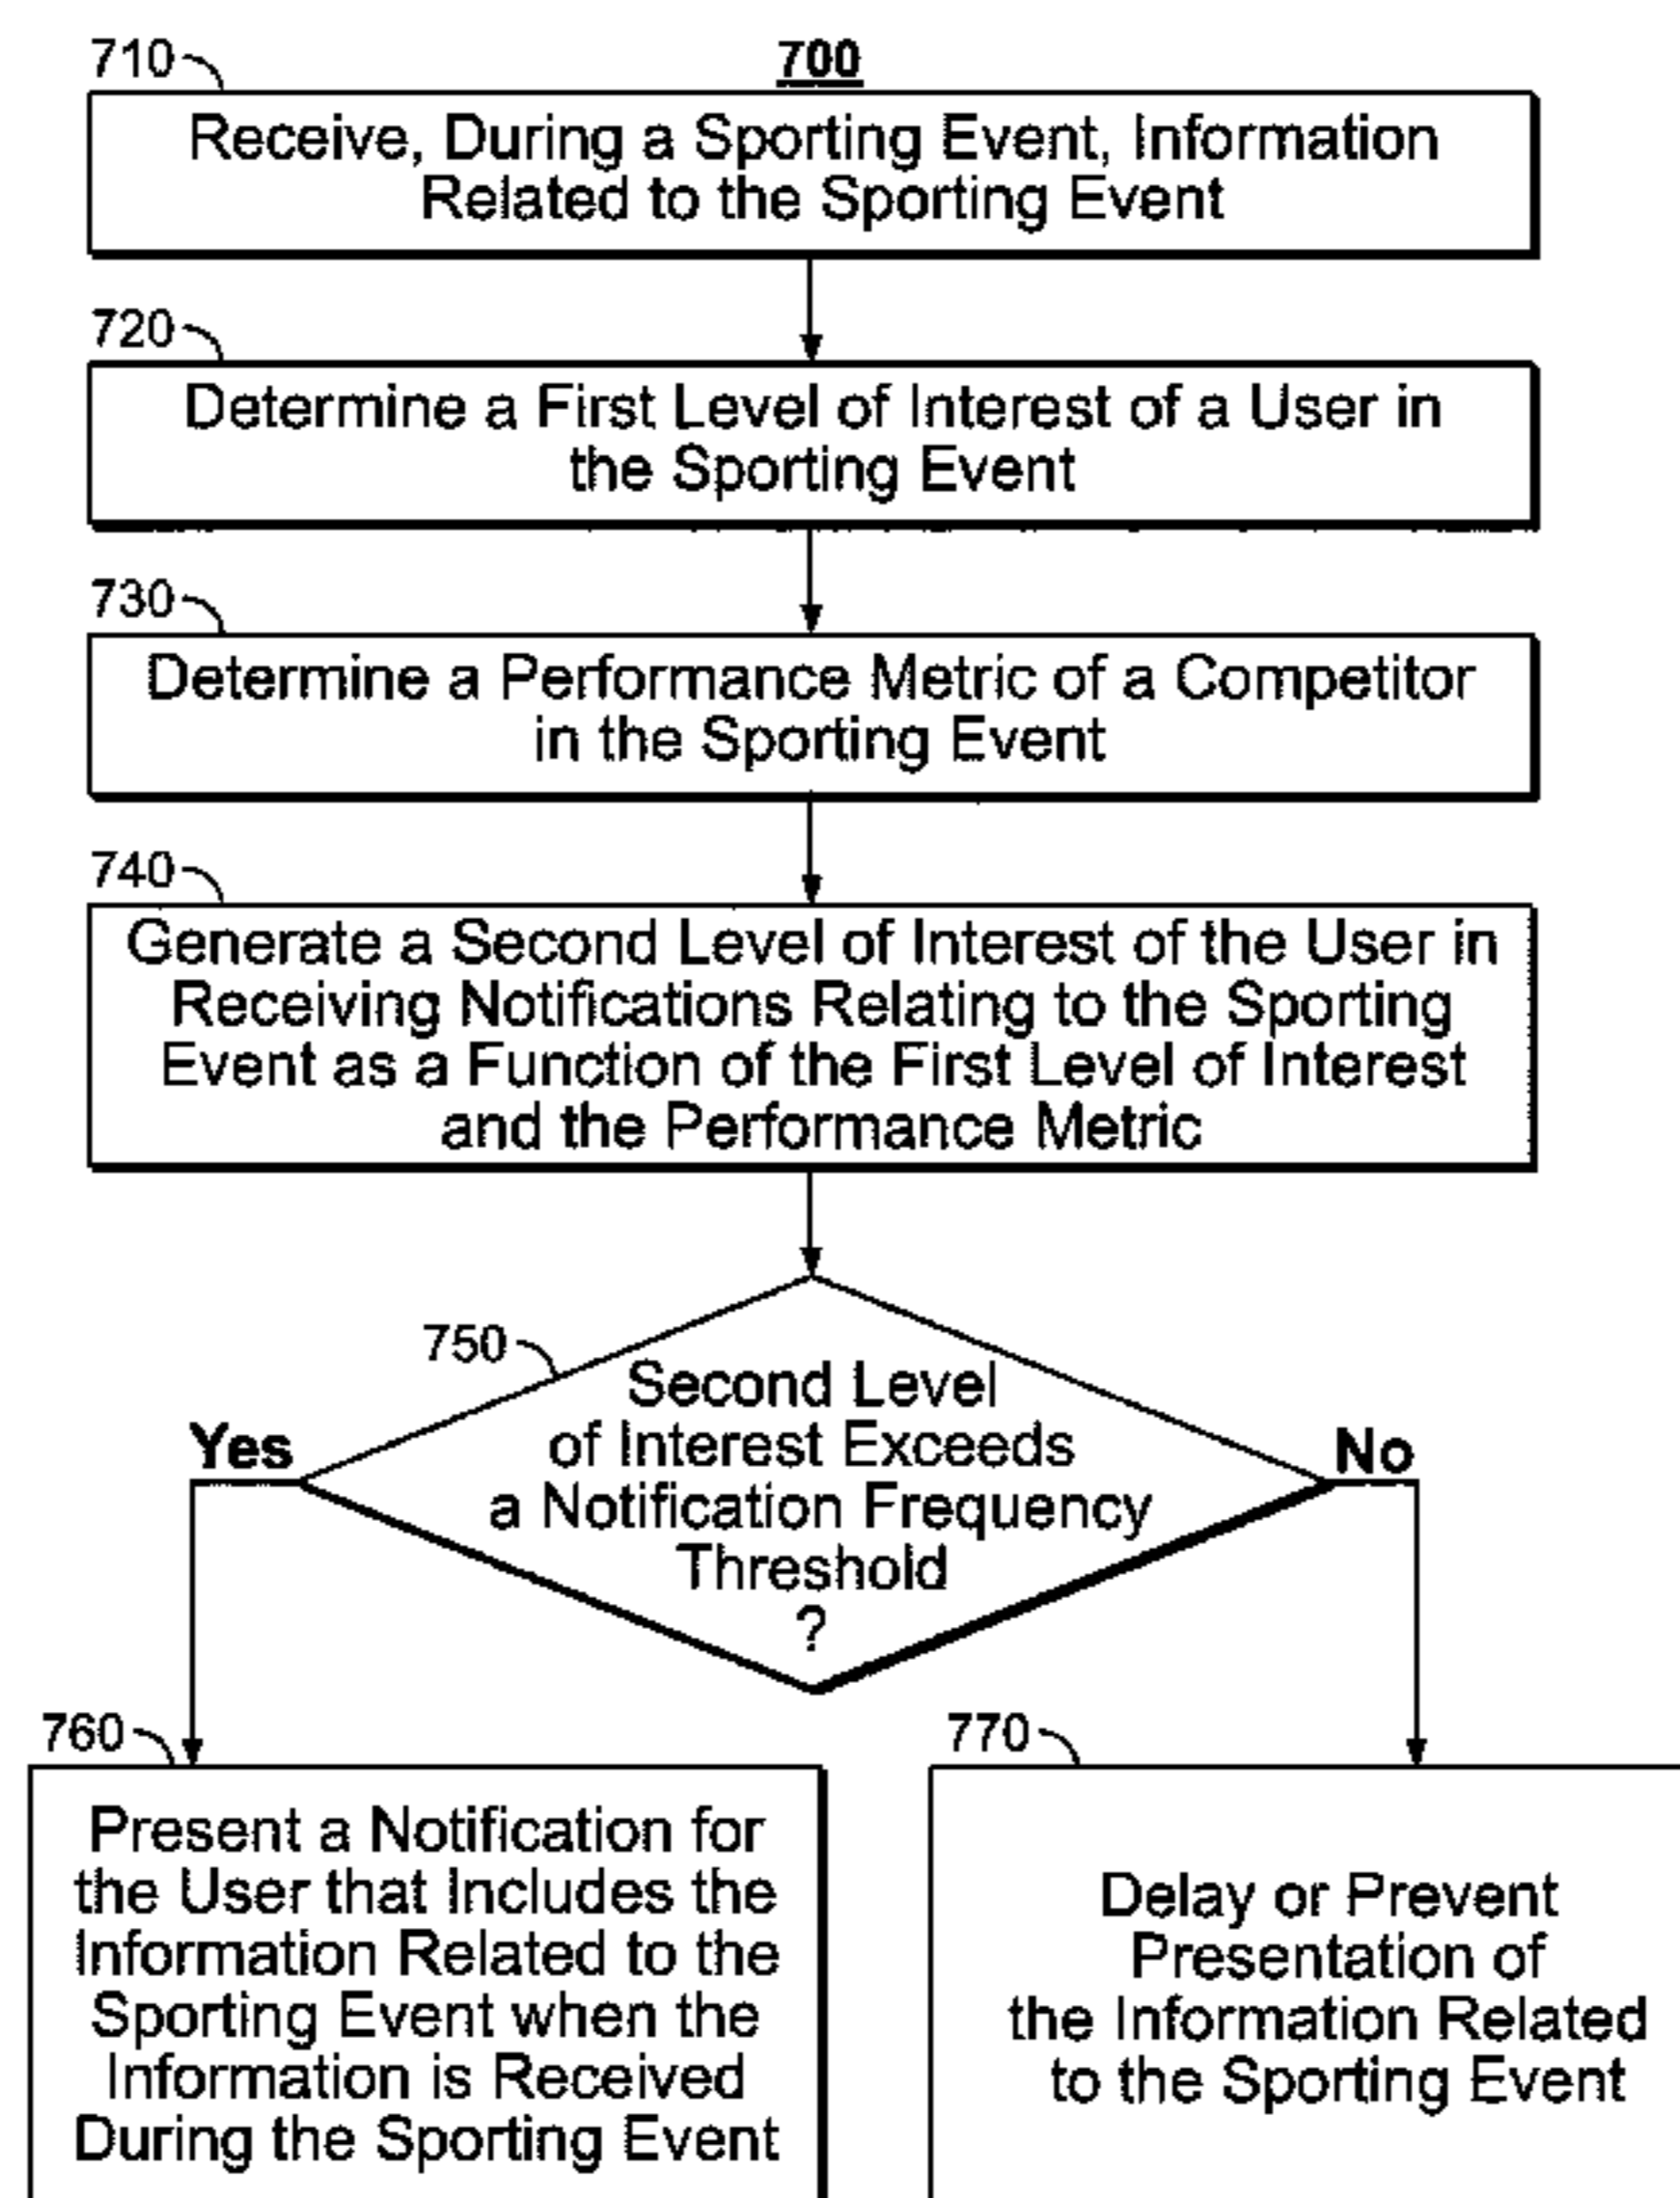 700
710
Receive, During a Sporting Event, Information
Related to the Sporting Event
720
Determine a First Level of Interest of a User in
the Sporting Event
730
Determine a Performance Metric of a Competitor
in the Sporting Event
740
Generate a Second Level of Interest of the User in
Receiving Notifications Relating to the Sporting
Event as a Function of the First Level of Interest
and the Performance Metric
750
Second Level
of Interest Exceeds
a Notification Frequency
Threshold
?
Yes
No
760
Present a Notification for
the User that Includes the
Information Related to the
Sporting Event when the
Information is Received
During the Sporting Event
770
Delay or Prevent
Presentation of
the Information Related
to the Sporting Event